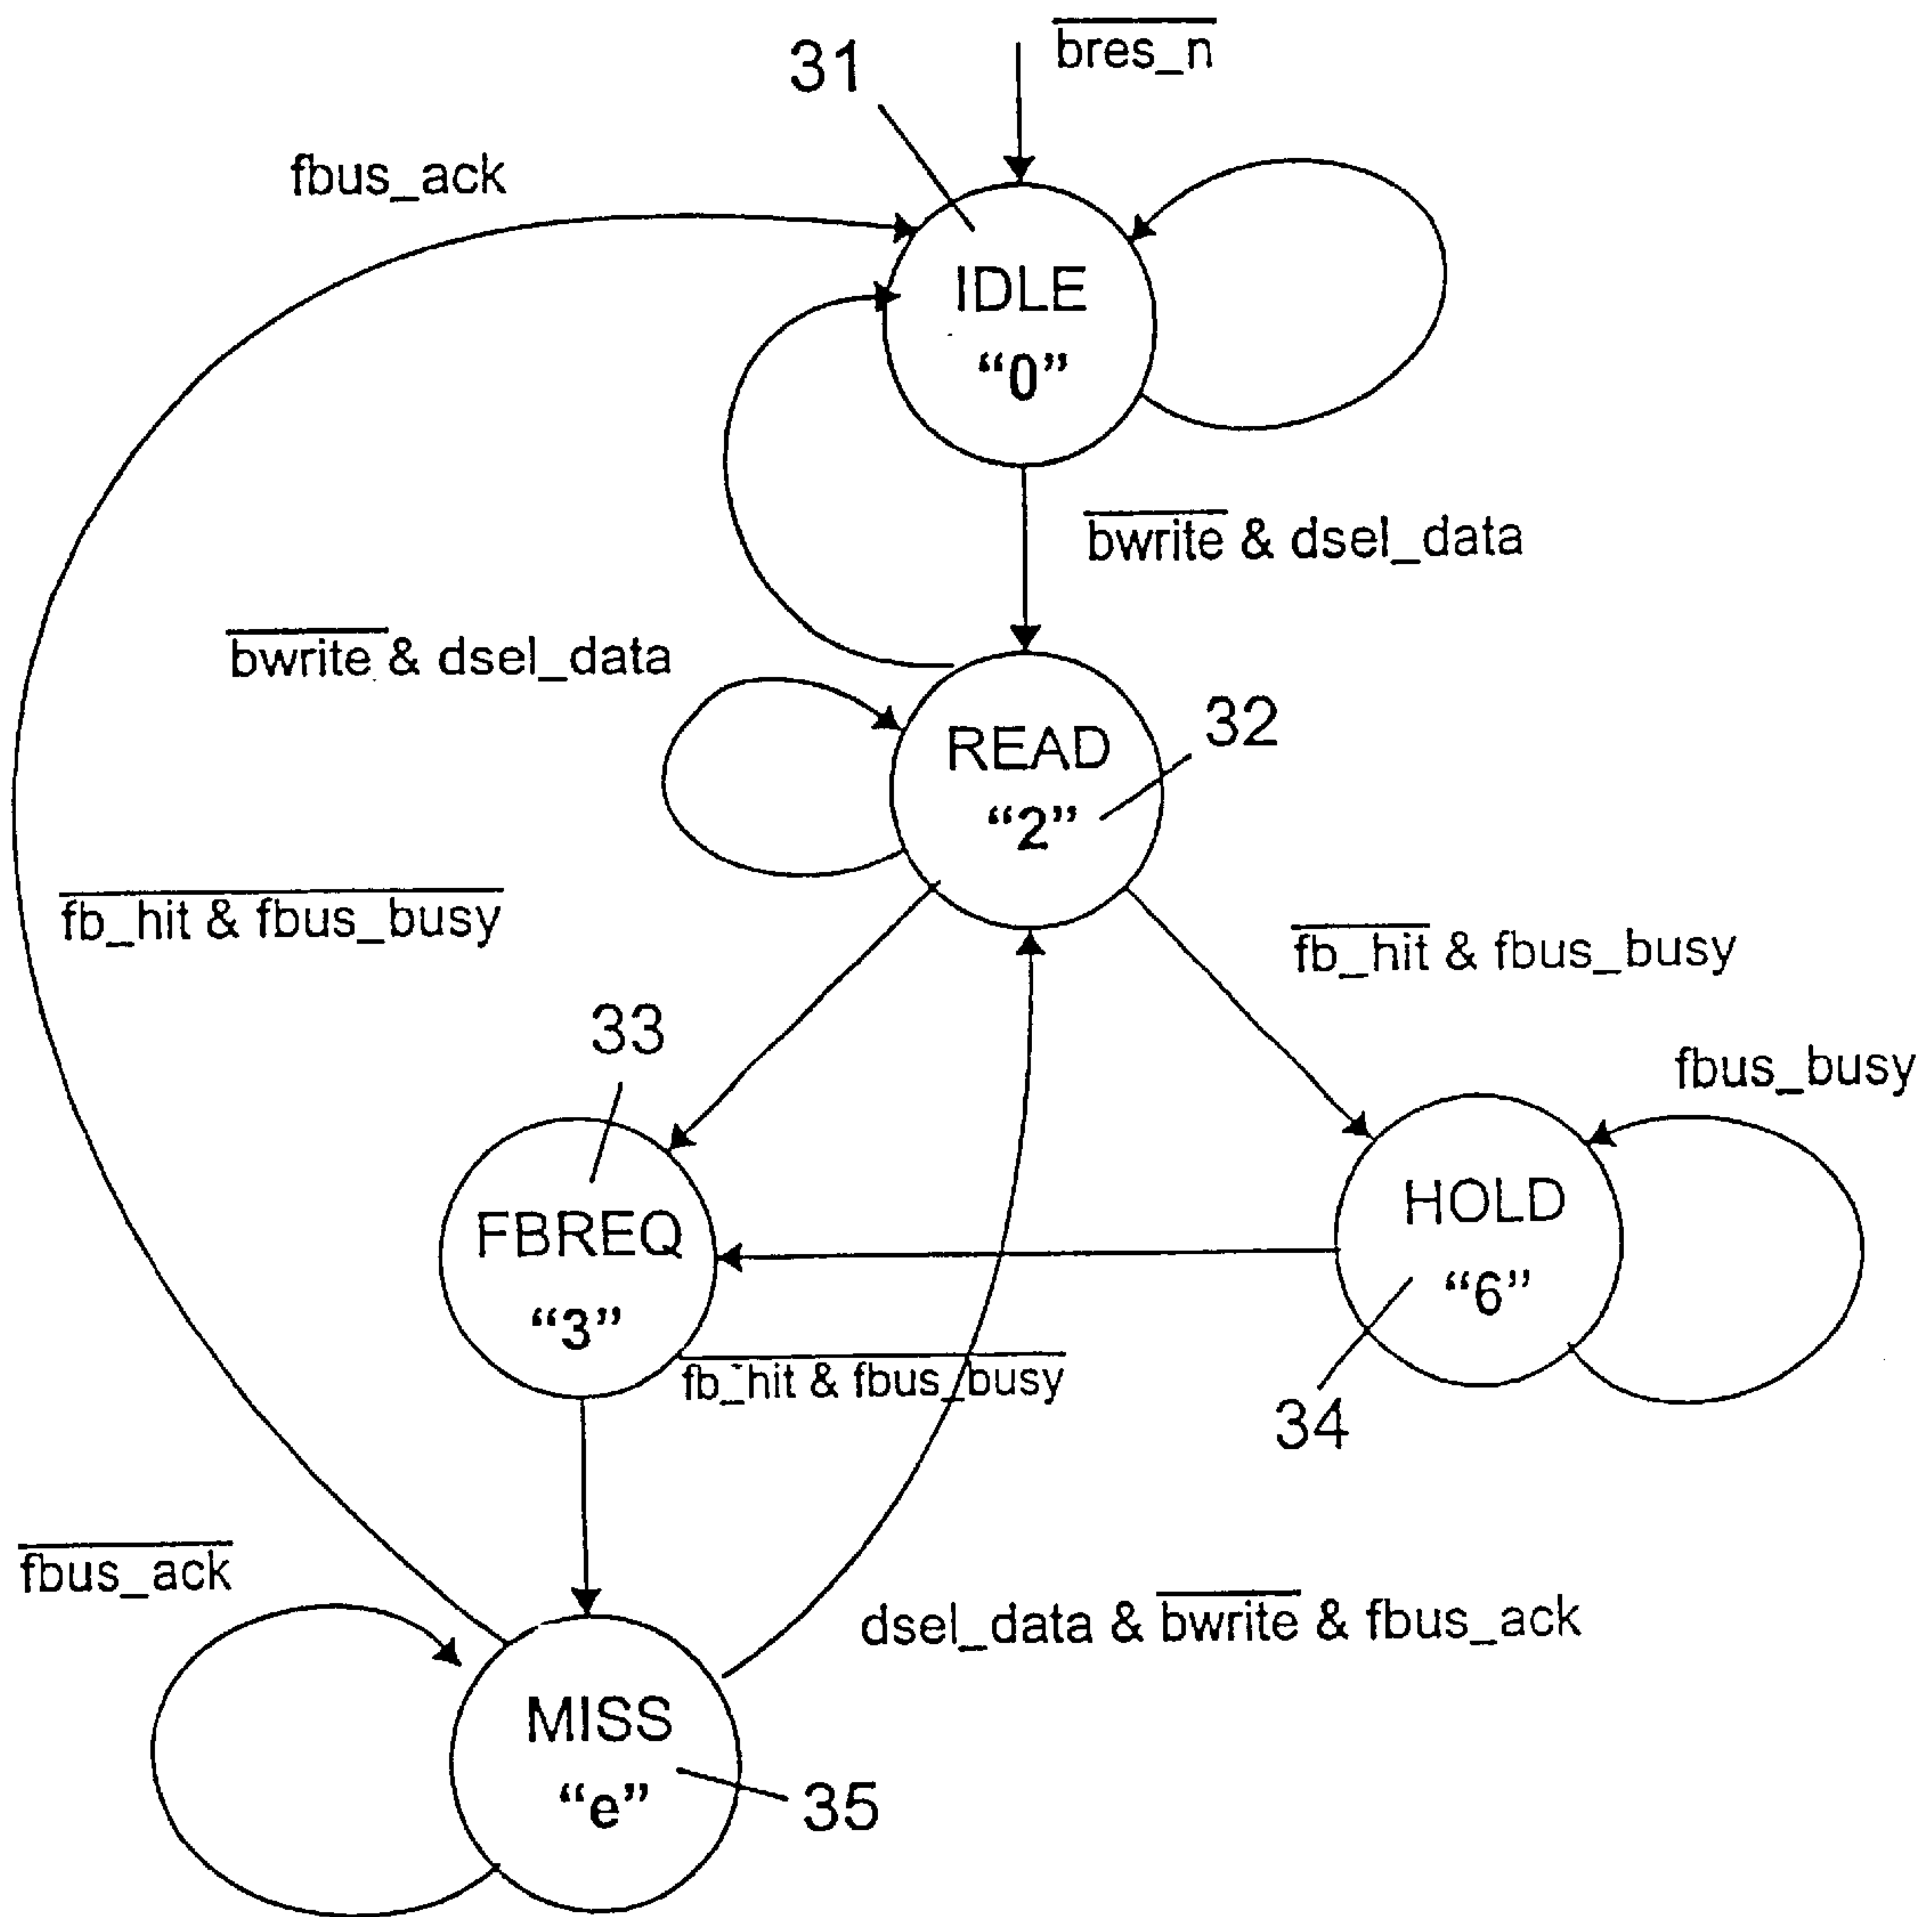 bres_n
31
fbus_ack
IDLE
“0”
bwrite & dsel_data
bwrite & dsel_data
32
READ
“2”
fb_hit & fbus_busy
fb_hit & fbus_busy
33
fbus_busy
HOLD
FBREQ
“6”
“3”
fb_hit & fbus_busy
34
fbus_ack
dsel_data & bwrite & fbus_ack
MISS
“e”
35